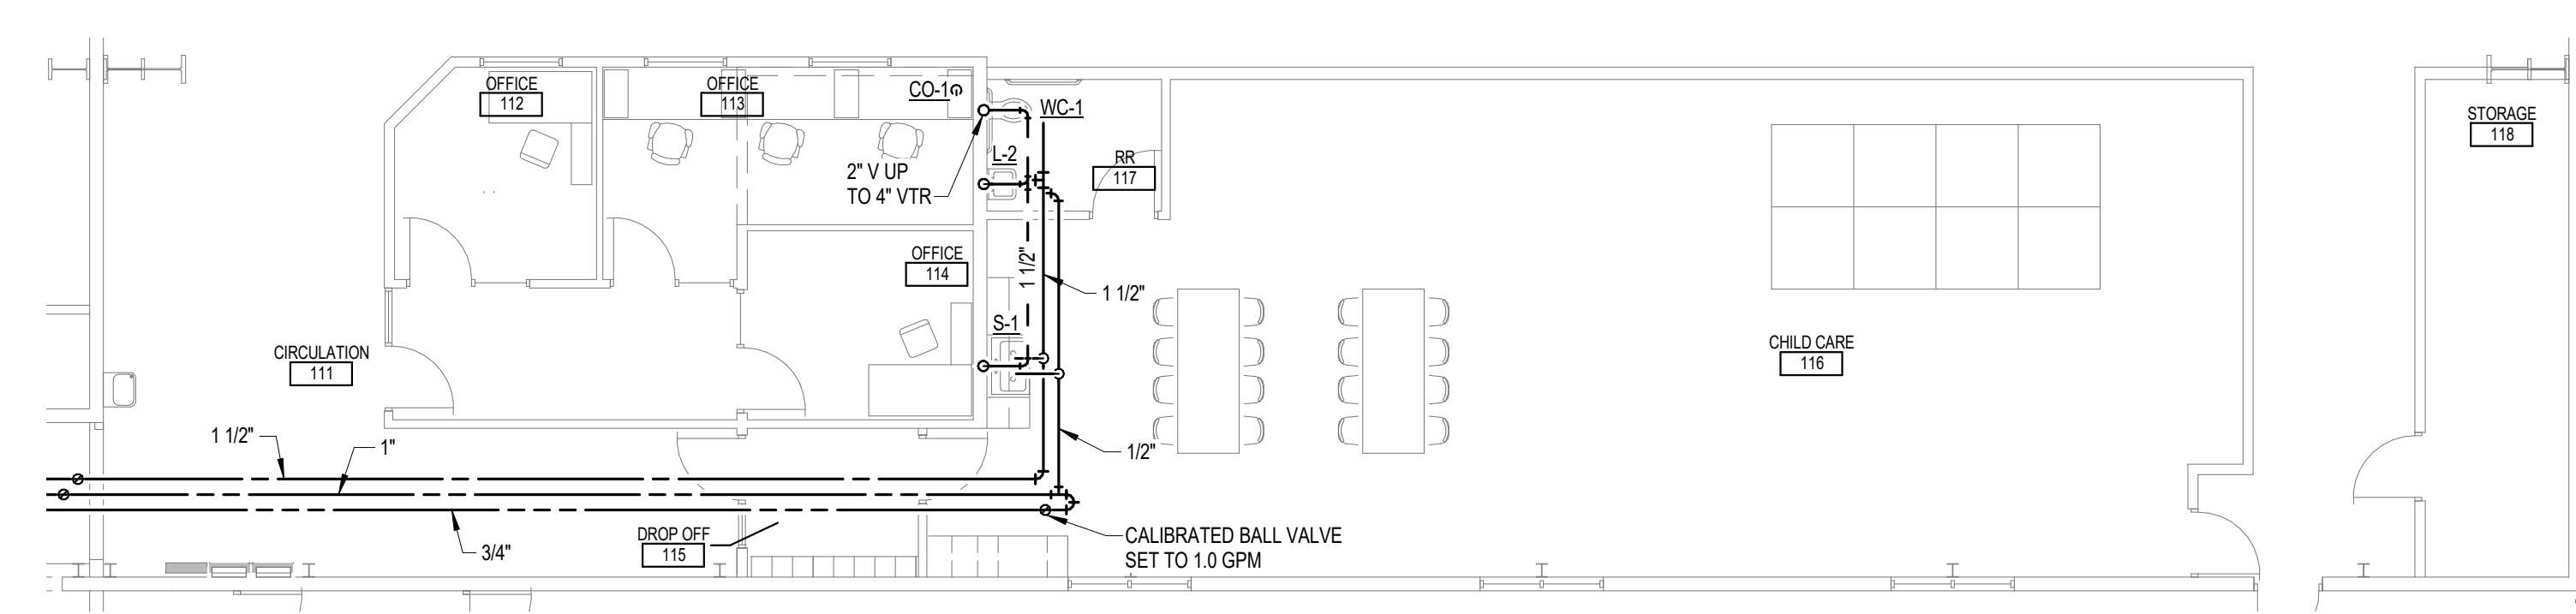 OFFICE
112
OFFICE
113
CO-1
WC-1
STORAGE
118
L-2
RR
117
2" V UP
TO 4" VTR
OFFICE
114
1 1/2"
1 1/2"
S-1
CIRCULATION
111
CHILD CARE
116
1 1/2"
1"
1/2"
3/4"
DROP OFF
115
CALIBRATED BALL VALVE
SET TO 1.0 GPM